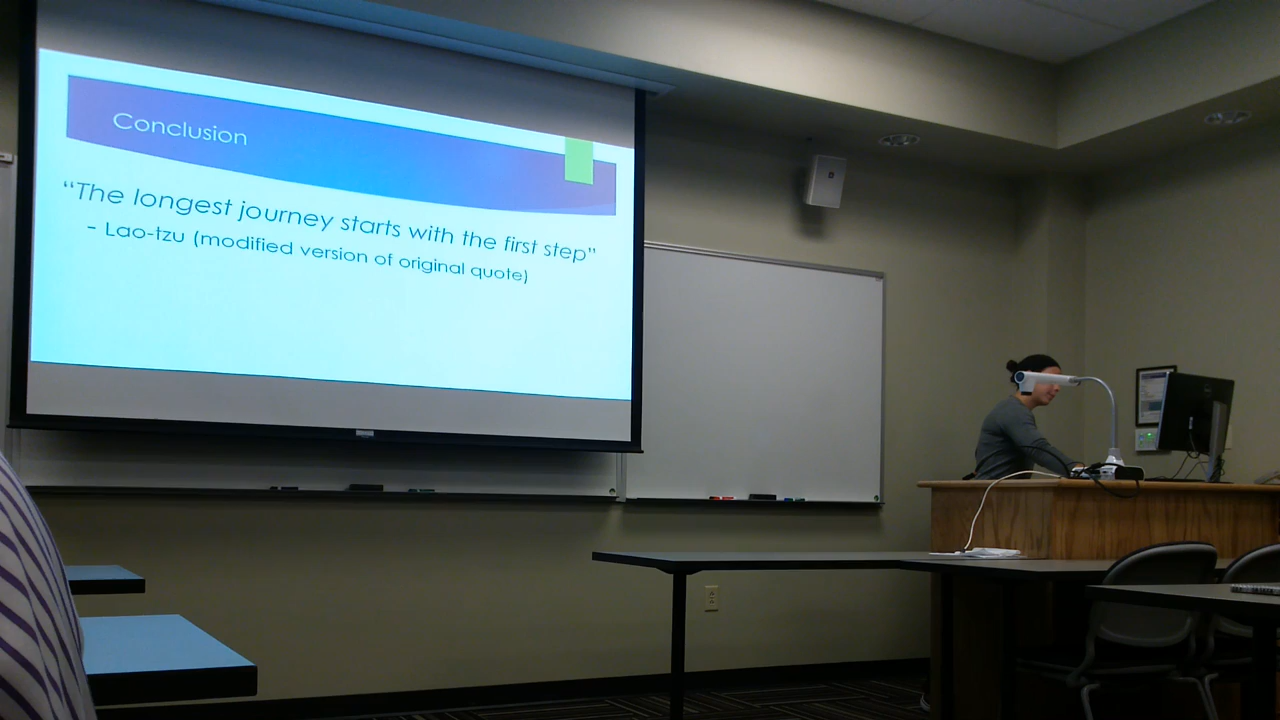 Conclusion
“The longest journey starts with the first step”
- Lao-tzu (modified version of original quote)